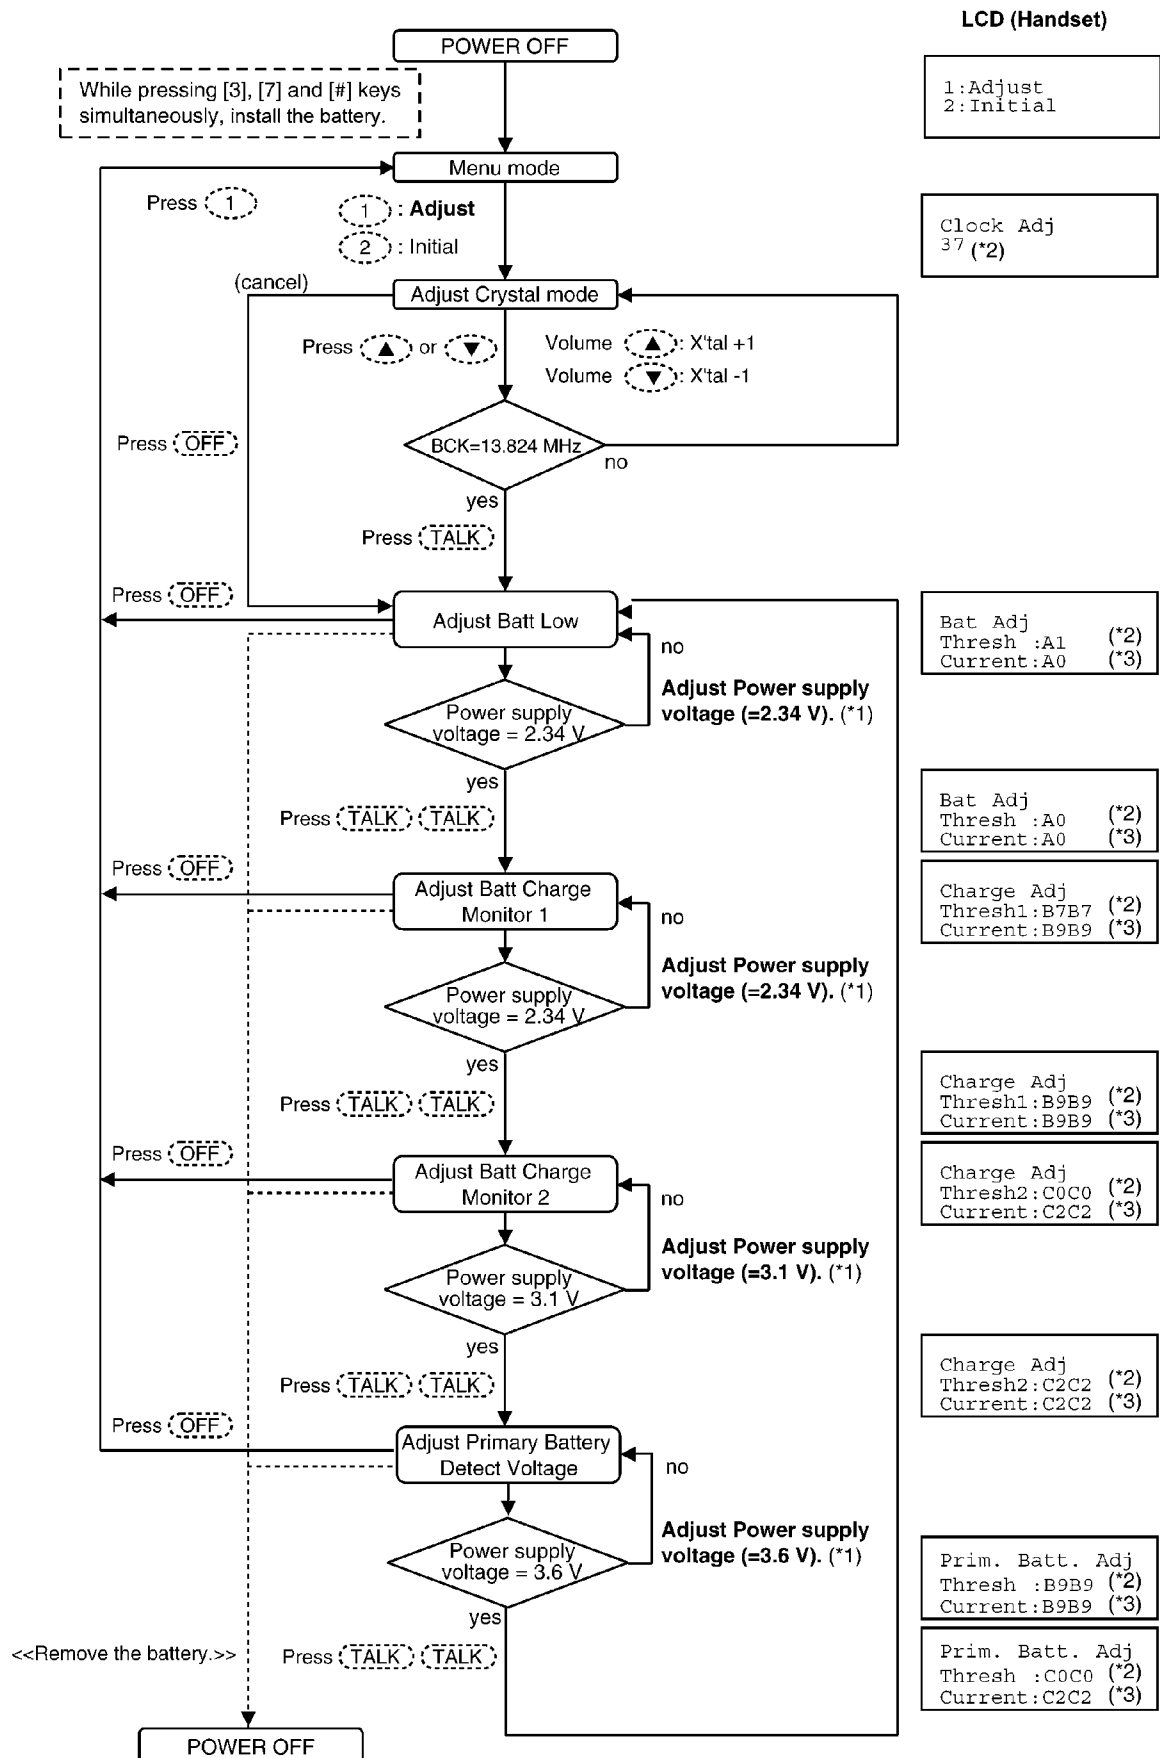 LCD (Handset)
POWER OFF
While pressing [3], [7] and [#] keys
simultaneously, install the battery.
1:Adjust
2:Initial
Menu mode
Press 1
1 : Adjust
2 : Initial
Clock Adj
37 (*2)
(cancel)
Adjust Crystal mode
Press ▲ or ▼
Volume ▲ : X'tal +1
Volume ▼ : X'tal -1
Press OFF
BCK=13.824 MHz
no
yes
Press TALK
Press OFF
Adjust Batt Low
Bat Adj
Thresh :A1 (*2)
Current:A0 (*3)
no
Adjust Power supply
voltage (=2.34 V). (*1)
Power supply
voltage = 2.34 V
yes
Press TALK TALK
Bat Adj
Thresh :A0 (*2)
Current:A0 (*3)
Press OFF
Adjust Batt Charge
Monitor 1
Charge Adj
Thresh1:B7B7 (*2)
Current:B9B9 (*3)
no
Adjust Power supply
voltage (=2.34 V). (*1)
Power supply
voltage = 2.34 V
yes
Press TALK TALK
Charge Adj
Thresh1:B9B9 (*2)
Current:B9B9 (*3)
Press OFF
Adjust Batt Charge
Monitor 2
Charge Adj
Thresh2:C0C0 (*2)
Current:C2C2 (*3)
no
Adjust Power supply
voltage (=3.1 V). (*1)
Power supply
voltage = 3.1 V
yes
Press TALK TALK
Charge Adj
Thresh2:C2C2 (*2)
Current:C2C2 (*3)
Press OFF
Adjust Primary Battery
Detect Voltage
no
Adjust Power supply
voltage (=3.6 V). (*1)
Power supply
voltage = 3.6 V
Prim. Batt. Adj
Thresh :B9B9 (*2)
Current:B9B9 (*3)
yes
<<Remove the battery.>>
Press TALK TALK
Prim. Batt. Adj
Thresh :C0C0 (*2)
Current:C2C2 (*3)
POWER OFF